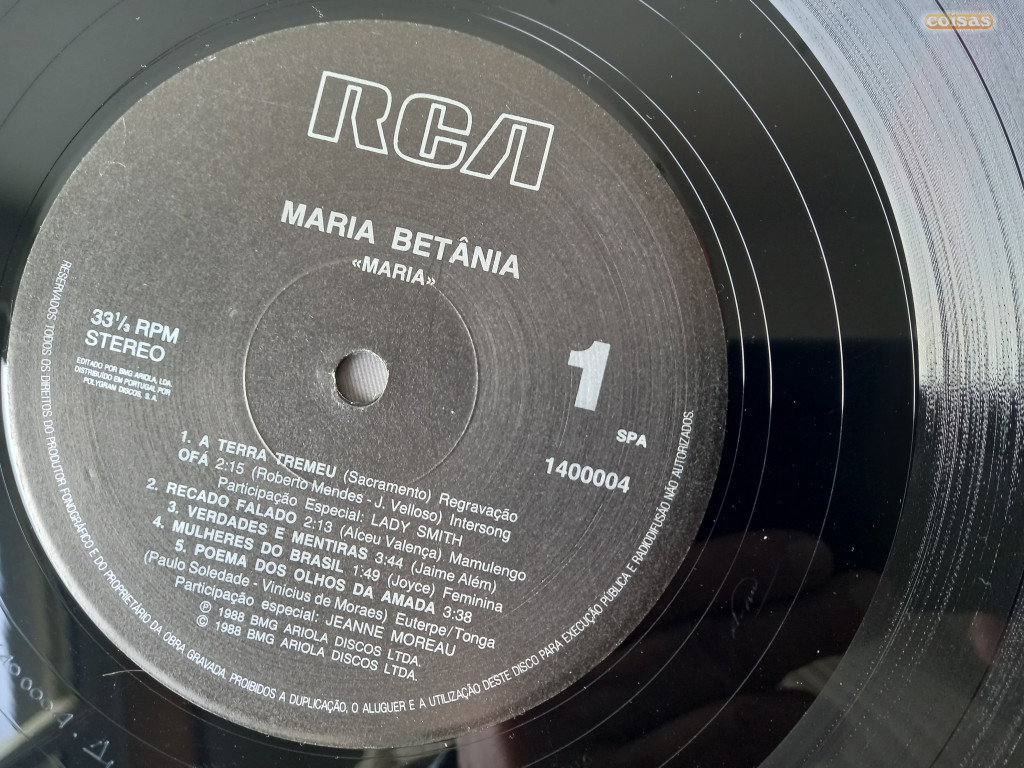 coisas
RCA
MARIA BETÂNIA
«MARIA»
33⅓ RPM
STEREO
EDITADO POR BMG ARIOLA, LDA.
DISTRIBUÍDO EM PORTUGAL POR
POLYGRAM DISCOS, S.A.
1
SPA
1400004
1. A TERRA TREMEU (Sacramento) Regravação
OFÁ 2:15 (Roberto Mendes - J. Velloso) Intersong
Participação Especial: LADY SMITH
2. RECADO FALADO 2:13 (Alceu Valença) Mamulengo
3. VERDADES E MENTIRAS 3:44 (Jaime Além)
4. MULHERES DO BRASIL 1:49 (Joyce) Feminina
5. POEMA DOS OLHOS DA AMADA 3:38
(Paulo Soledade - Vinícius de Moraes) Euterpe/Tonga
Participação especial: JEANNE MOREAU
℗ 1988 BMG ARIOLA DISCOS LTDA.
© 1988 BMG ARIOLA DISCOS LTDA.
RESERVADOS TODOS OS DIREITOS DO PRODUTOR FONOGRÁFICO E DO PROPRIETÁRIO DA OBRA GRAVADA. PROIBIDOS A DUPLICAÇÃO, O ALUGUER E A UTILIZAÇÃO DESTE DISCO PARA EXECUÇÃO PÚBLICA E RADIODIFUSÃO NÃO AUTORIZADOS.